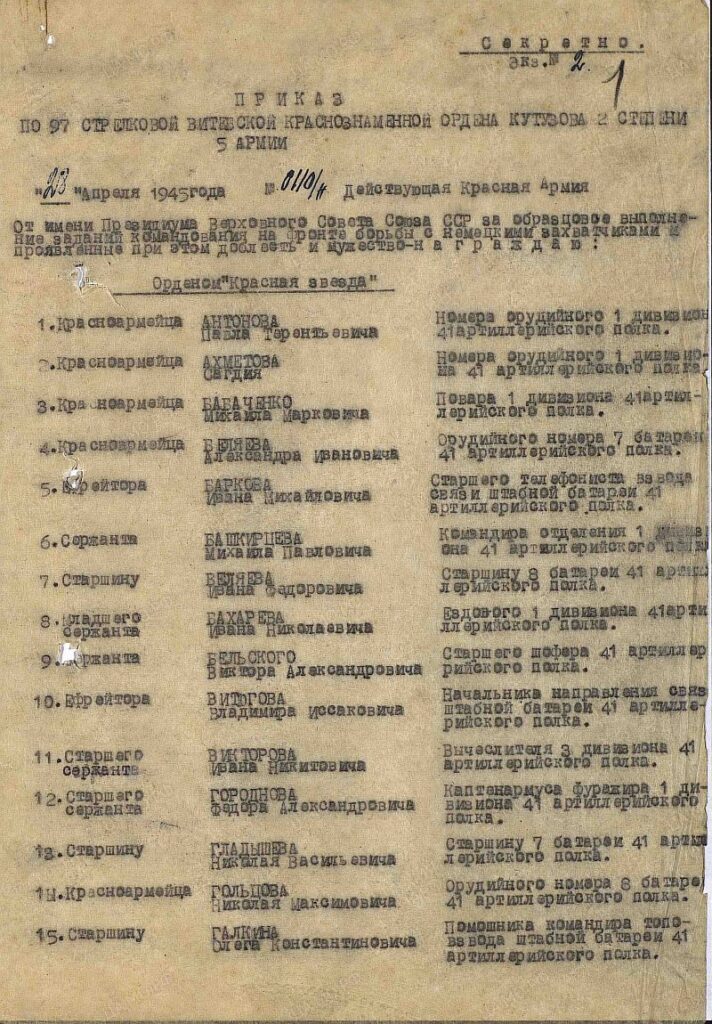 Секретно.
Экз.№ 2.
1
ПРИКАЗ
ПО 97 СТРЕЛКОВОЙ ВИТЕБСКОЙ КРАСНОЗНАМЕННОЙ ОРДЕНА КУТУЗОВА 2 СТЕПЕНИ
5 АРМИИ
"23"Апреля 1945года № 0110/н Действующая Красная Армия
От имени Президиума Верховного Совета Союза ССР за образцовое выполне-
ние заданий командования на фронте борьбы с немецкими захватчиками и
проявленные при этом доблесть и мужество-н а г р а ж д а ю :
Орденом"Красная звезда"
1.Красноармейца АНТОНОВА Номера орудийного 1 дивизион
Павла Терентьевича 41артиллерийского полка.
2.Красноармейца АХМЕТОВА Номера орудийного 1 дивизио-
Сагдия на 41 артиллерийского полка.
3.Красноармейца БАБАЧЕНКО Повара 1 дивизиона 41артил-
Михаила Марковича лерийского полка.
4.Красноармейца БЕЛЯЕВА Орудийного номера 7 батареи
Александра Ивановича 41 артиллерийского полка.
5.Ефрейтора БАРКОВА Старшего телефониста взвода
Ивана Михайловича связи штабной батареи 41
артиллерийского полка.
6.Сержанта БАШКИРЦЕВА Командира отделения 1 дивиз
Михаила Павловича она 41 артиллерийского полка
7.Старшину БЕЛЯЕВА Старшину 8 батареи 41 артил
Ивана Федоровича лерийского полка.
8.Младшего БАХАРЕВА Ездового 1 дивизиона 41арти
сержанта Ивана Николаевича ллерийского полка.
9.Сержанта БЕЛЬСКОГО Старшего шофера 41 артиллер
Виктора Александровича рийского полка.
10.Ефрейтора ВИТОГОВА Начальника направления связ
Владимира Иссаковича штабной батареи 41 артилле-
рийского полка.
11.Старшего ВИКТОРОВА Вычеслителя 3 дивизиона 41
сержанта Ивана Никитовича артиллерийского полка.
12.Старшего ГОРОДНОВА Каптенармуса фуражира 1 ди-
сержанта Федора Александровича визиона 41 артиллерийского
полка.
13.Старшину ГЛАДЫШЕВА Старшину 7 батареи 41 артил
Николая Васильевича лерийского полка.
14.Красноармейца ГОЛЬЦОВА Орудийного номера 8 батаре
Николая Максимовича 41 артиллерийского полка.
15.Старшину ГАЛКИНА Помошника командира топо-
Олега Константиновича взвода штабной батареи 41
артиллерийского полка.